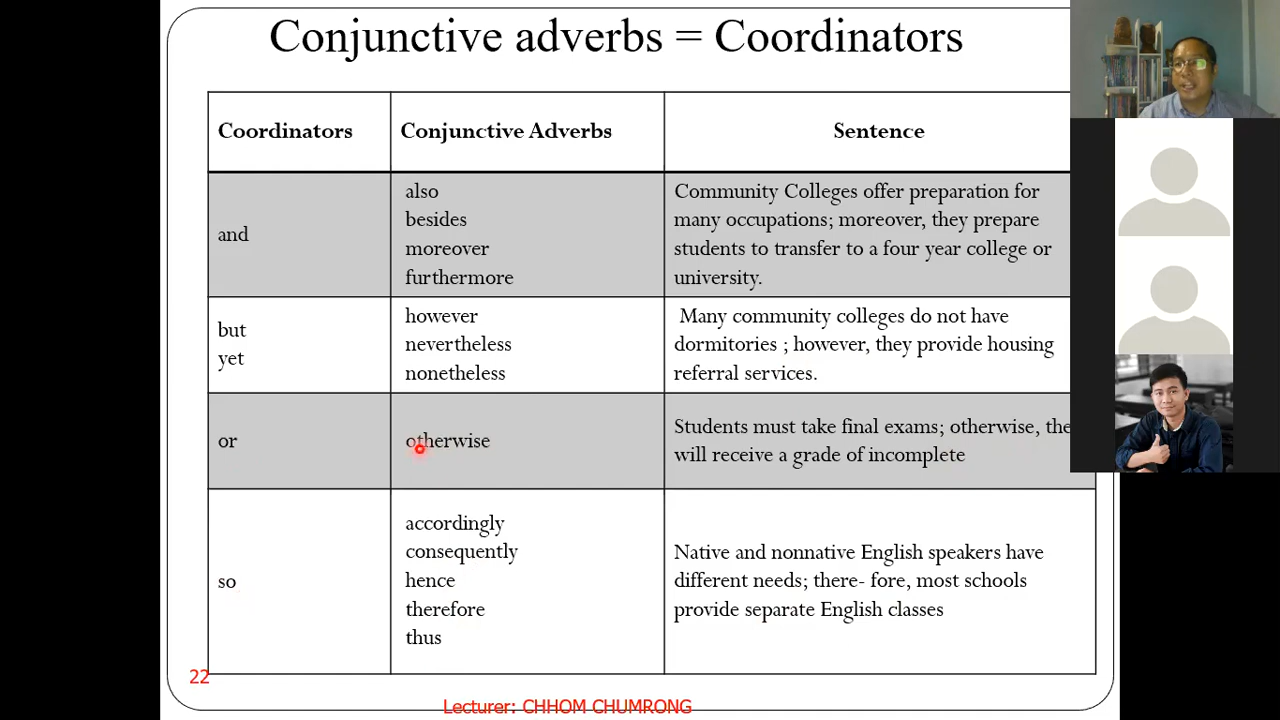 Conjunctive adverbs = Coordinators
Coordinators
Conjunctive Adverbs
Sentence
and
also
besides
moreover
furthermore
Community Colleges offer preparation for
many occupations; moreover, they prepare
students to transfer to a four year college or
university.
but
yet
however
nevertheless
nonetheless
Many community colleges do not have
dormitories ; however, they provide housing
referral services.
or
otherwise
Students must take final exams; otherwise, the
will receive a grade of incomplete
so
accordingly
consequently
hence
therefore
thus
Native and nonnative English speakers have
different needs; there- fore, most schools
provide separate English classes
22
Lecturer: CHHOM CHUMRONG